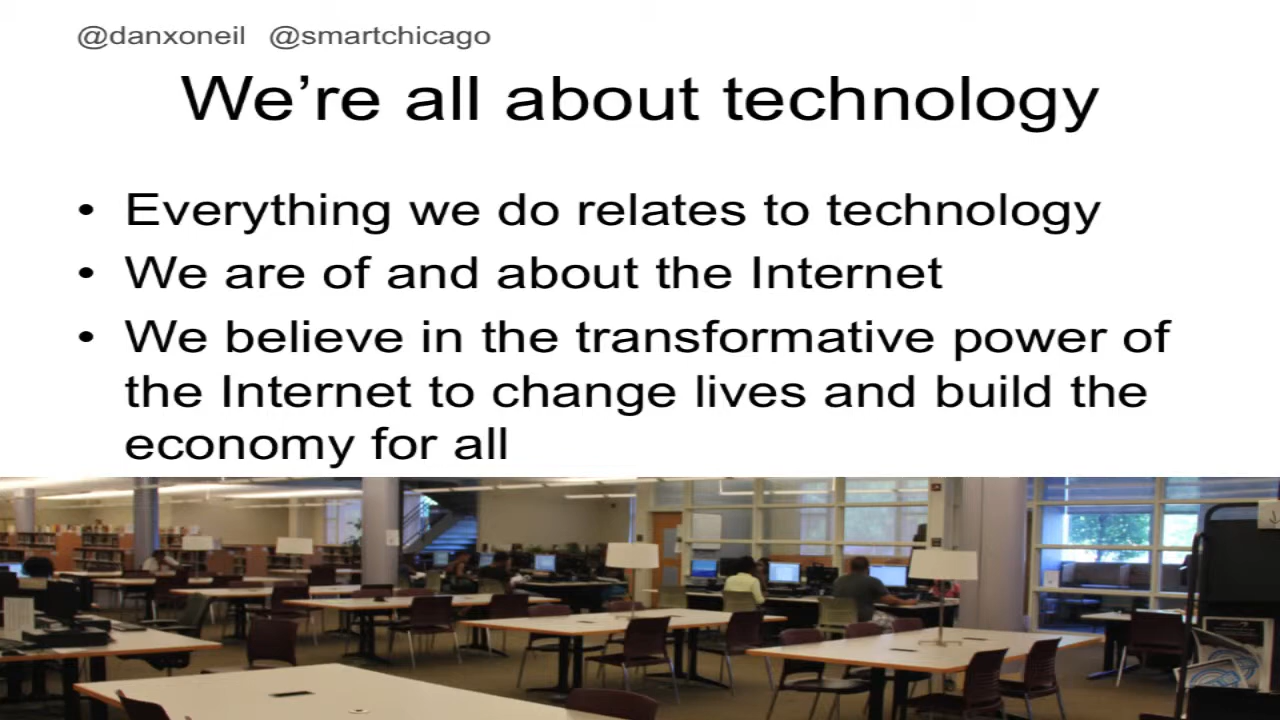 @danxoneil @smartchicago
We’re all about technology
• Everything we do relates to technology
• We are of and about the Internet
• We believe in the transformative power of
the Internet to change lives and build the
economy for all